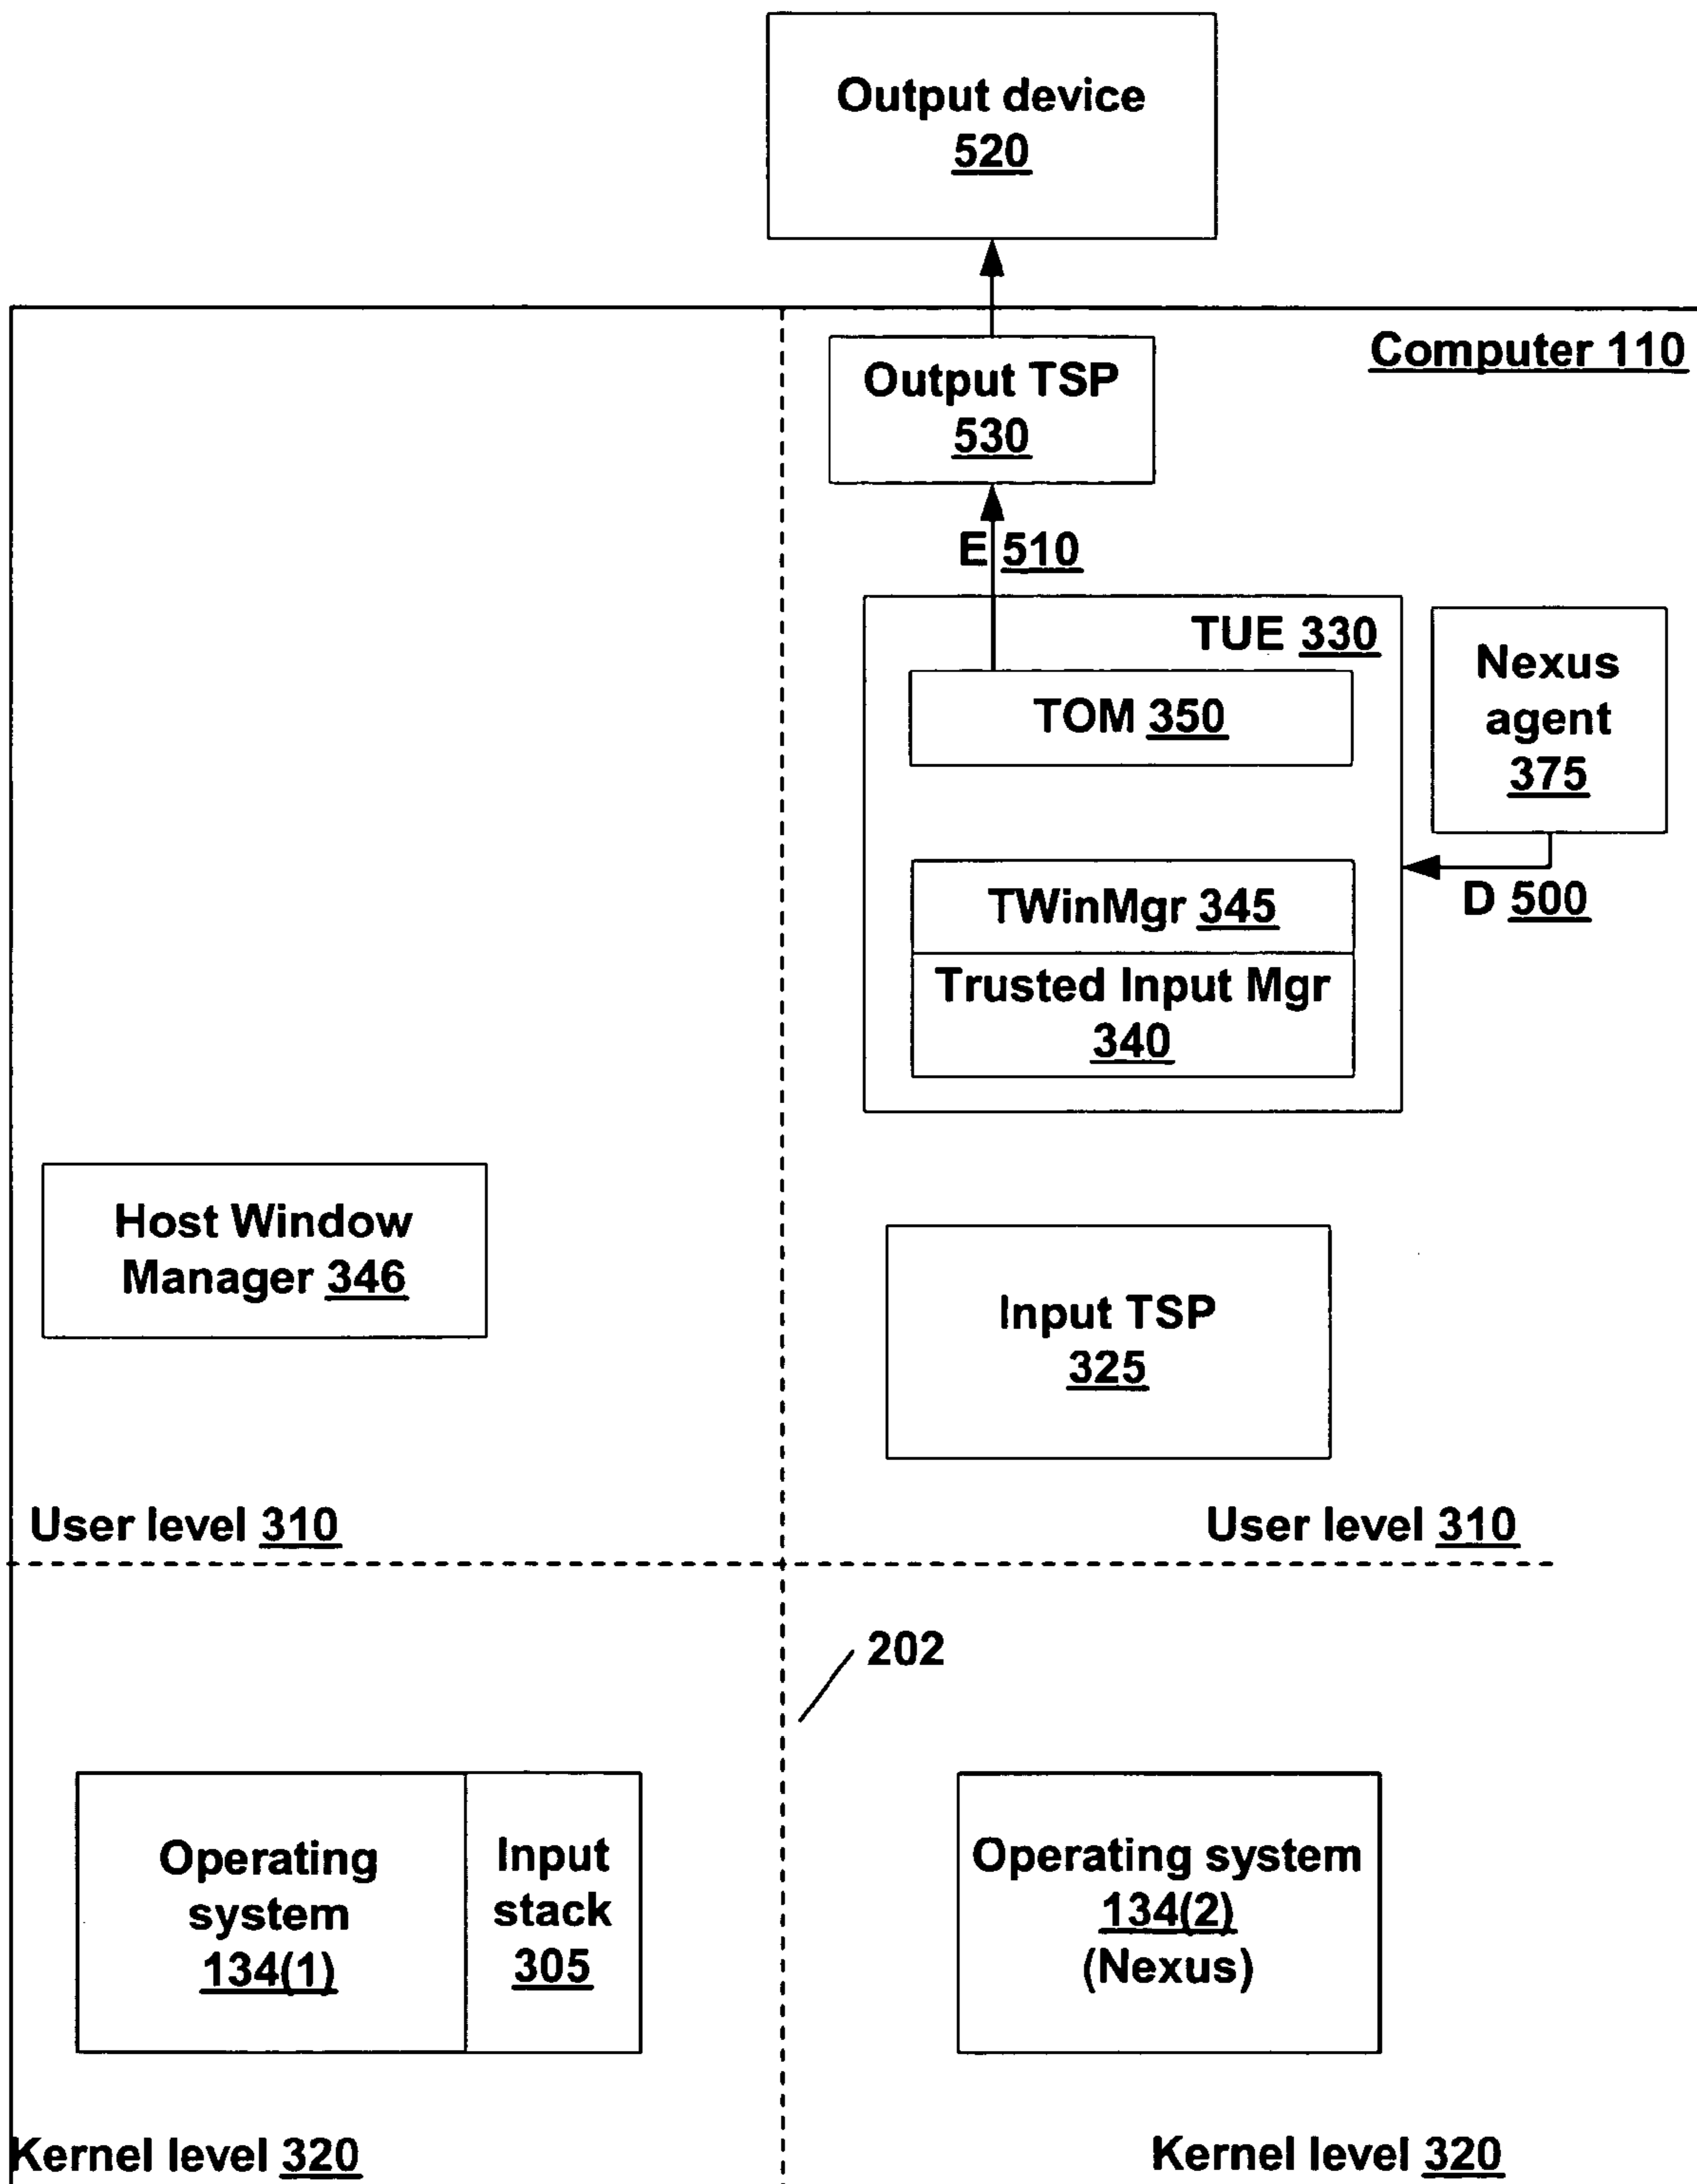 Output device
520
Computer 110
Output TSP
530
E 510
TUE 330
TOM 350
Nexus
agent
375
D 500
TWinMgr 345
Trusted Input Mgr
340
Host Window
Manager 346
Input TSP
325
User level 310
User level 310
202
Operating
system
134(1)
Input
stack
305
Operating system
134(2)
(Nexus)
Kernel level 320
Kernel level 320